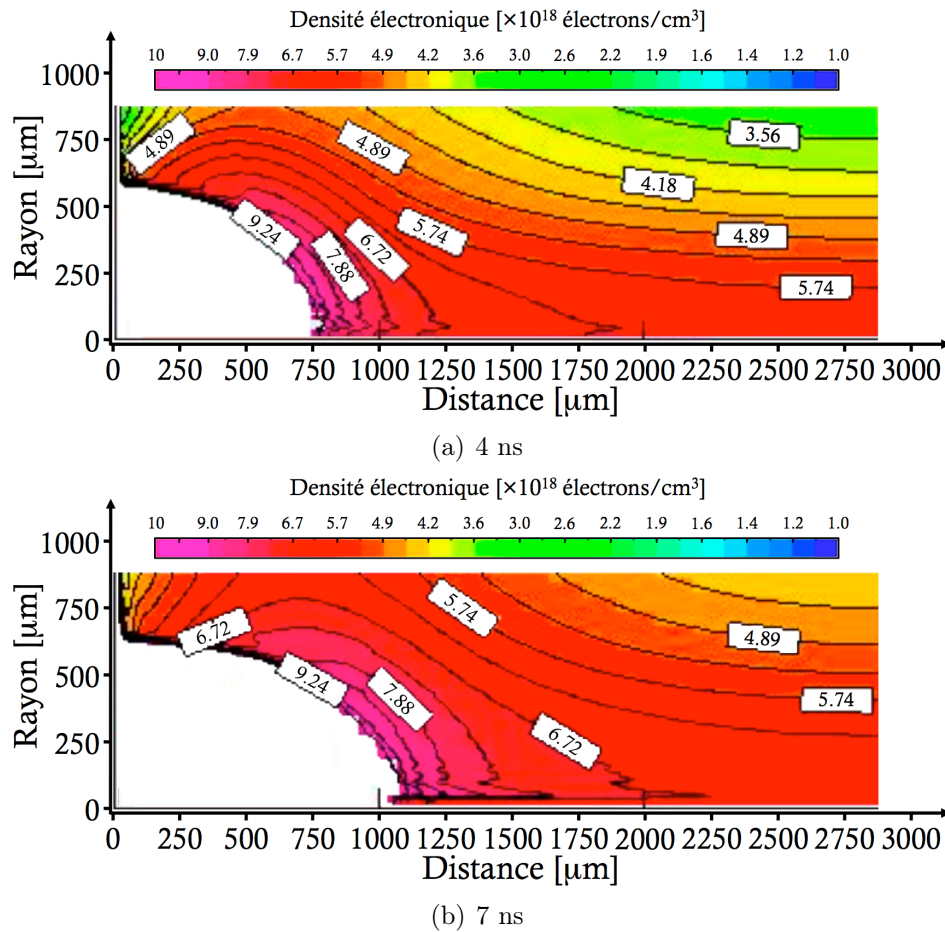 Densité électronique [×10¹⁸ électrons/cm³]
10 9.0 7.9 6.7 5.7 4.9 4.2 3.6 3.0 2.6 2.2 1.9 1.6 1.4 1.2 1.0
1000
750
500
250
0
Rayon [μm]
4.89
4.89
3.56
4.18
9.24
7.88
6.72
5.74
4.89
5.74
0 250 500 750 1000 1250 1500 1750 2000 2250 2500 2750 3000
Distance [μm]
(a) 4 ns
Densité électronique [×10¹⁸ électrons/cm³]
10 9.0 7.9 6.7 5.7 4.9 4.2 3.6 3.0 2.6 2.2 1.9 1.6 1.4 1.2 1.0
1000
750
500
250
0
Rayon [μm]
6.72
5.74
4.89
9.24
7.88
5.74
6.72
0 250 500 750 1000 1250 1500 1750 2000 2250 2500 2750 3000
Distance [μm]
(b) 7 ns